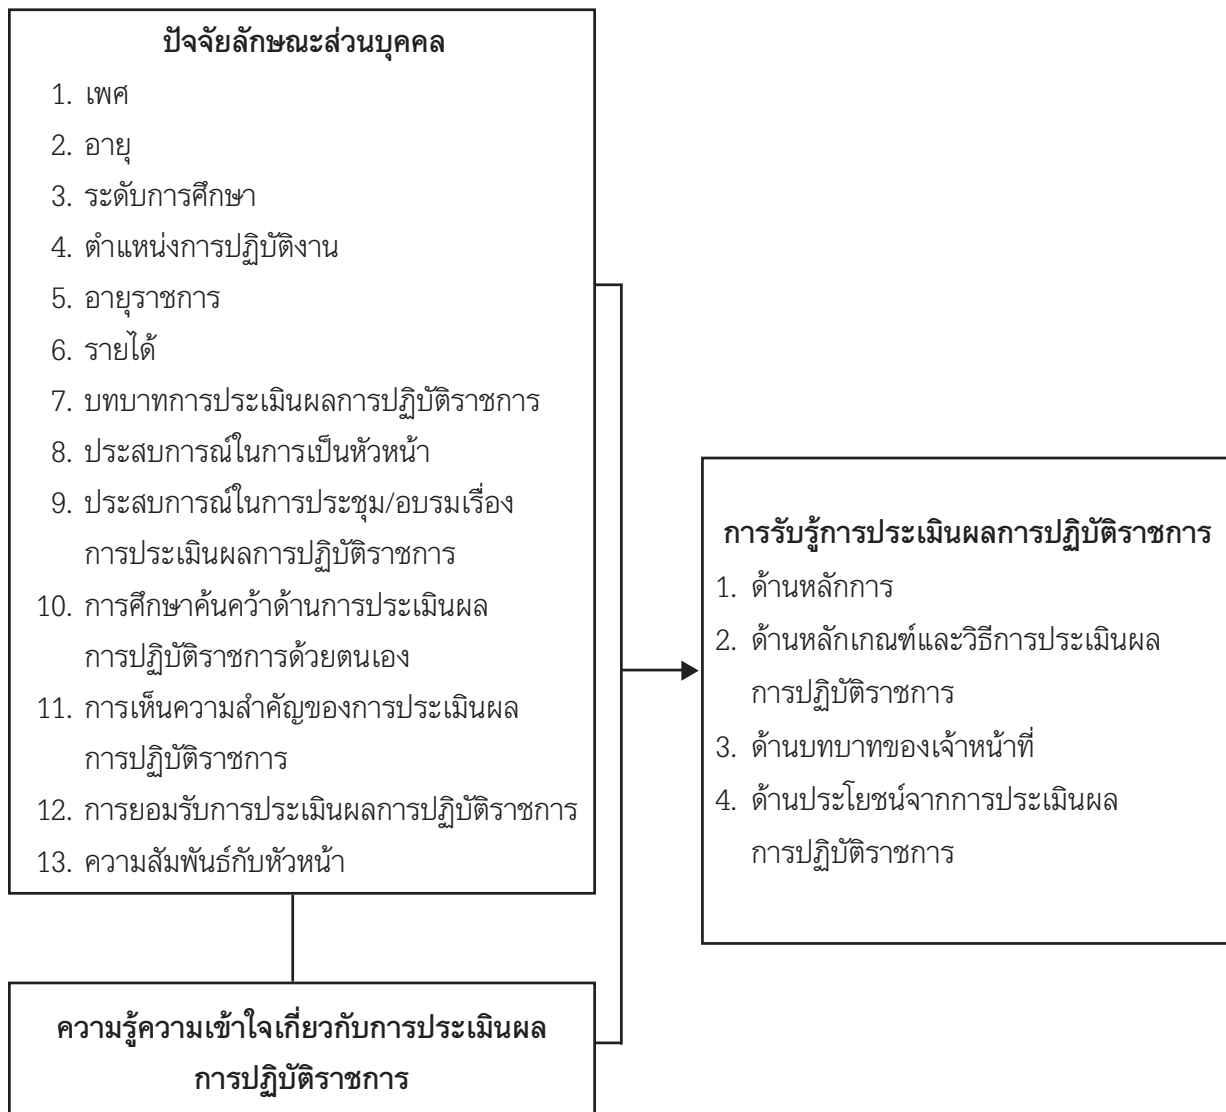 ปัจจัยลักษณะส่วนบุคคล
1. เพศ
2. อายุ
3. ระดับการศึกษา
4. ตำแหน่งการปฏิบัติงาน
5. อายุราชการ
6. รายได้
7. บทบาทการประเมินผลการปฏิบัติราชการ
8. ประสบการณ์ในการเป็นหัวหน้า
9. ประสบการณ์ในการประชุม/อบรมเรื่อง
การประเมินผลการปฏิบัติราชการ
10. การศึกษาค้นคว้าด้านการประเมินผล
การปฏิบัติราชการด้วยตนเอง
11. การเห็นความสำคัญของการประเมินผล
การปฏิบัติราชการ
12. การยอมรับการประเมินผลการปฏิบัติราชการ
13. ความสัมพันธ์กับหัวหน้า
ความรู้ความเข้าใจเกี่ยวกับการประเมินผล
การปฏิบัติราชการ
การรับรู้การประเมินผลการปฏิบัติราชการ
1. ด้านหลักการ
2. ด้านหลักเกณฑ์และวิธีการประเมินผล
การปฏิบัติราชการ
3. ด้านบทบาทของเจ้าหน้าที่
4. ด้านประโยชน์จากการประเมินผล
การปฏิบัติราชการ